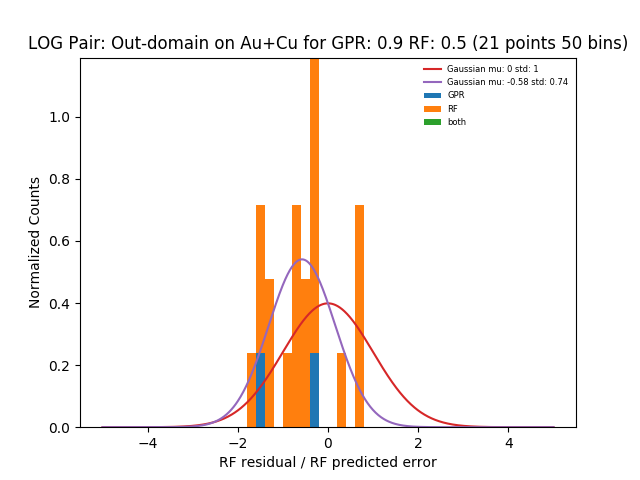 LOG Pair: Out-domain on Au+Cu for GPR: 0.9 RF: 0.5 (21 points 50 bins)
Gaussian mu: 0 std: 1
Gaussian mu: -0.58 std: 0.74
GPR
RF
both
Normalized Counts
1.0
0.8
0.6
0.4
0.2
0.0
−4 −2 0 2 4
RF residual / RF predicted error